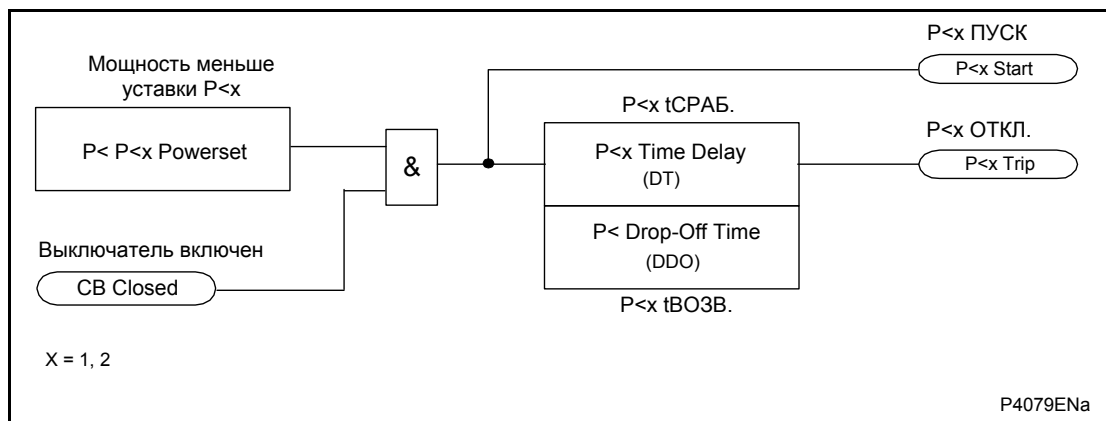 P<x ПУСК
P<x Start
Мощность меньше
уставки P<x
P< P<x Powerset
&
P<x tСРАБ.
P<x Time Delay
(DT)
P<x ОТКЛ.
P<x Trip
P< Drop-Off Time
(DDO)
P<x tВОЗВ.
Выключатель включен
CB Closed
X = 1, 2
P4079ENa